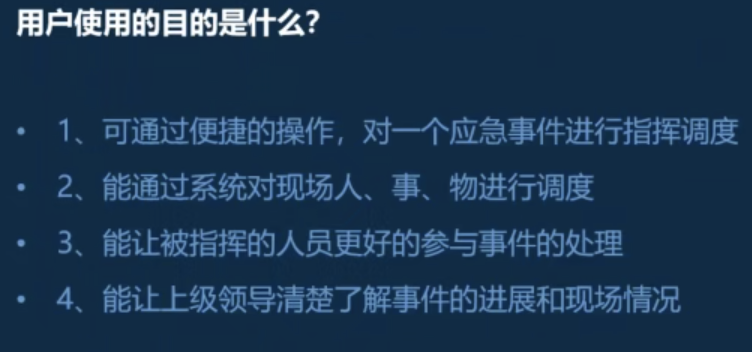 用户使用的目的是什么？
• 1、可通过便捷的操作，对一个应急事件进行指挥调度
• 2、能通过系统对现场人、事、物进行调度
• 3、能让被指挥的人员更好的参与事件的处理
• 4、能让上级领导清楚了解事件的进展和现场情况